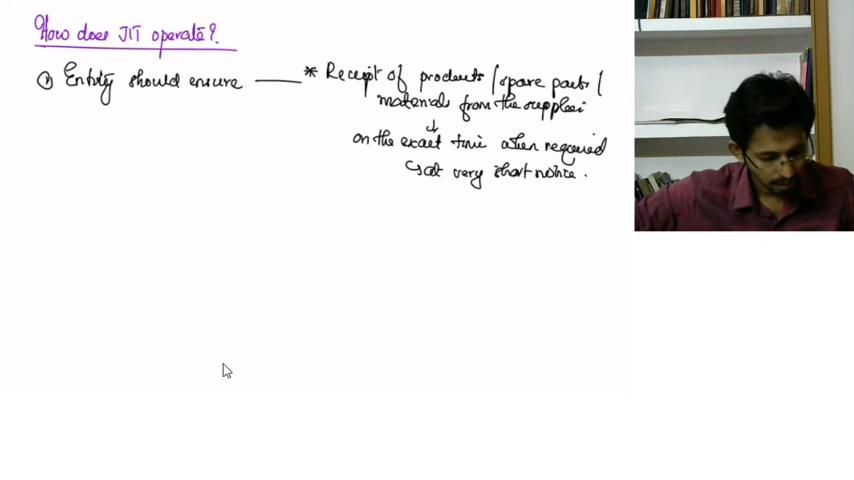 How does JIT operate?
① Entity should ensure — * Receipt of products / spare parts /
materials from the supplier
↓
on the exact time when required
↳ at very short notice.